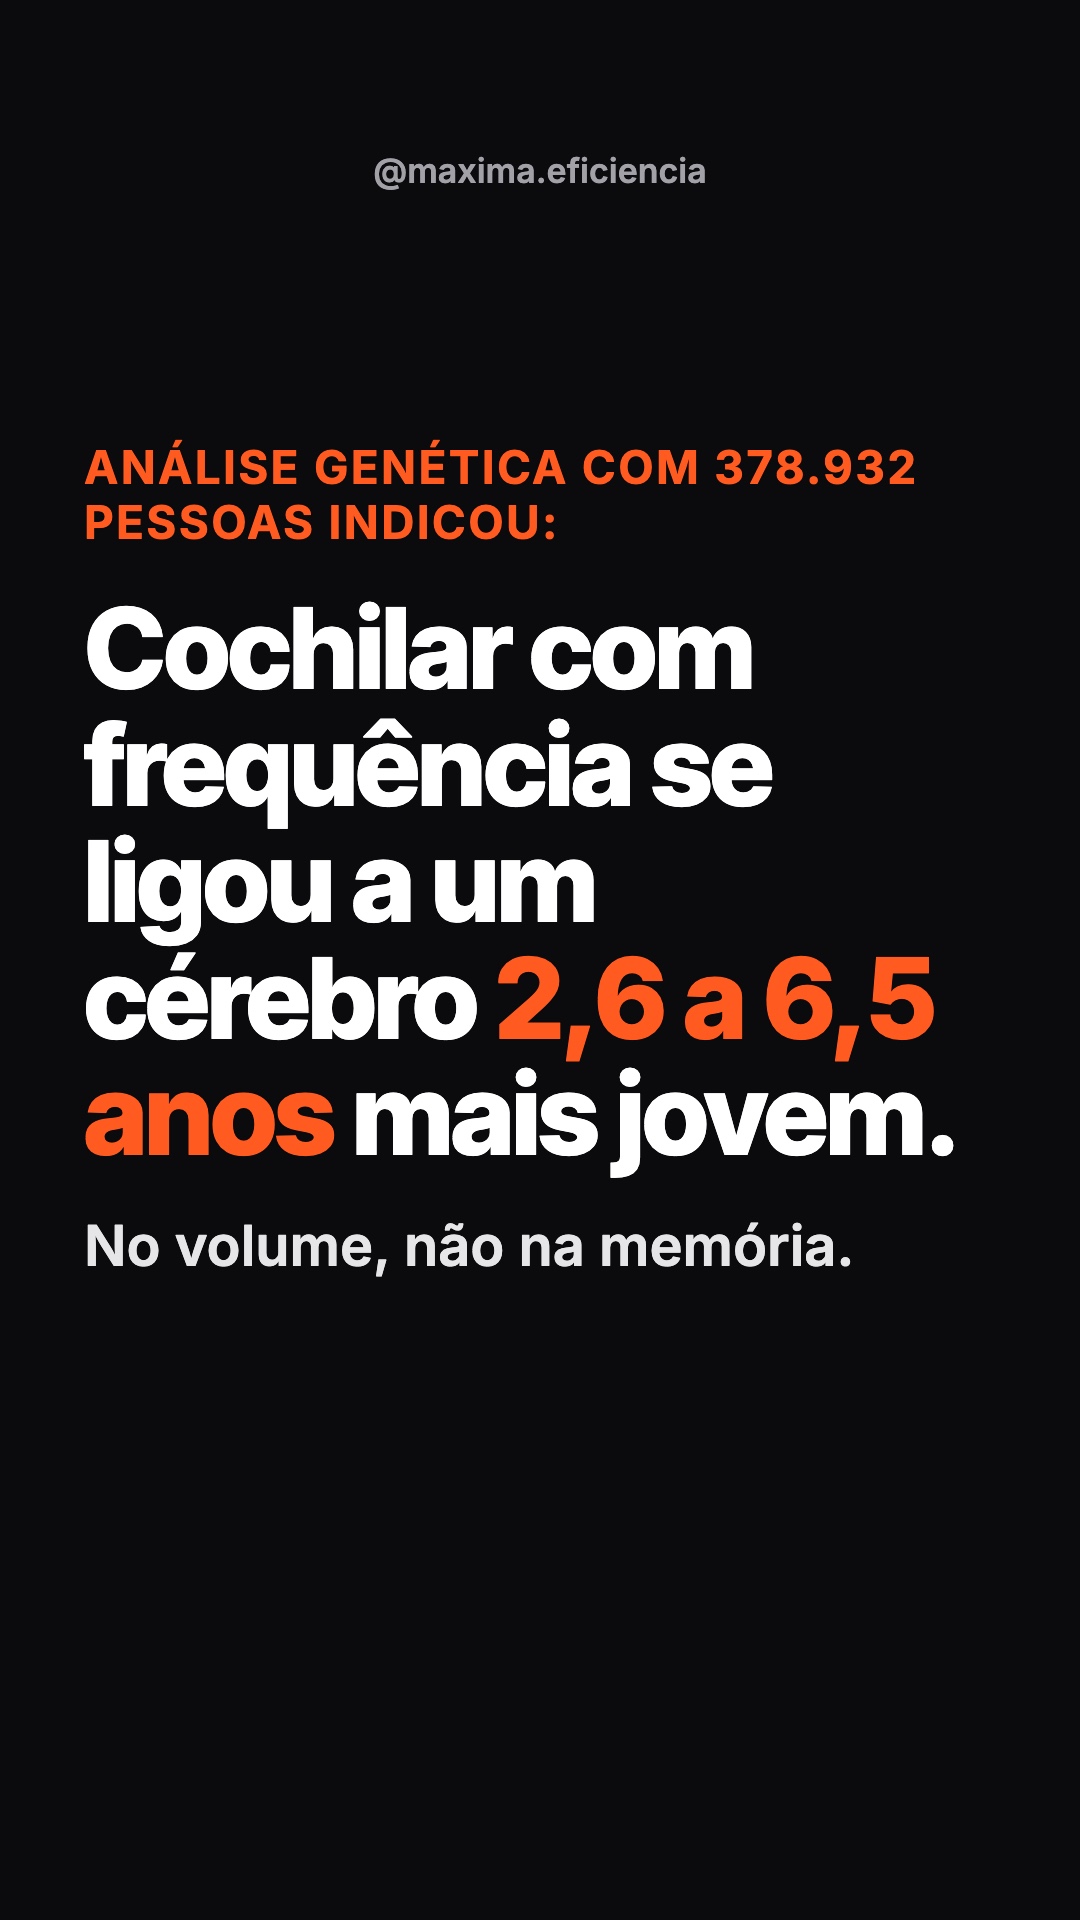 @maxima.eficiencia
ANÁLISE GENÉTICA COM 378.932
PESSOAS INDICOU:
Cochilar com
frequência se
ligou a um
cérebro 2,6 a 6,5
anos mais jovem.
No volume, não na memória.